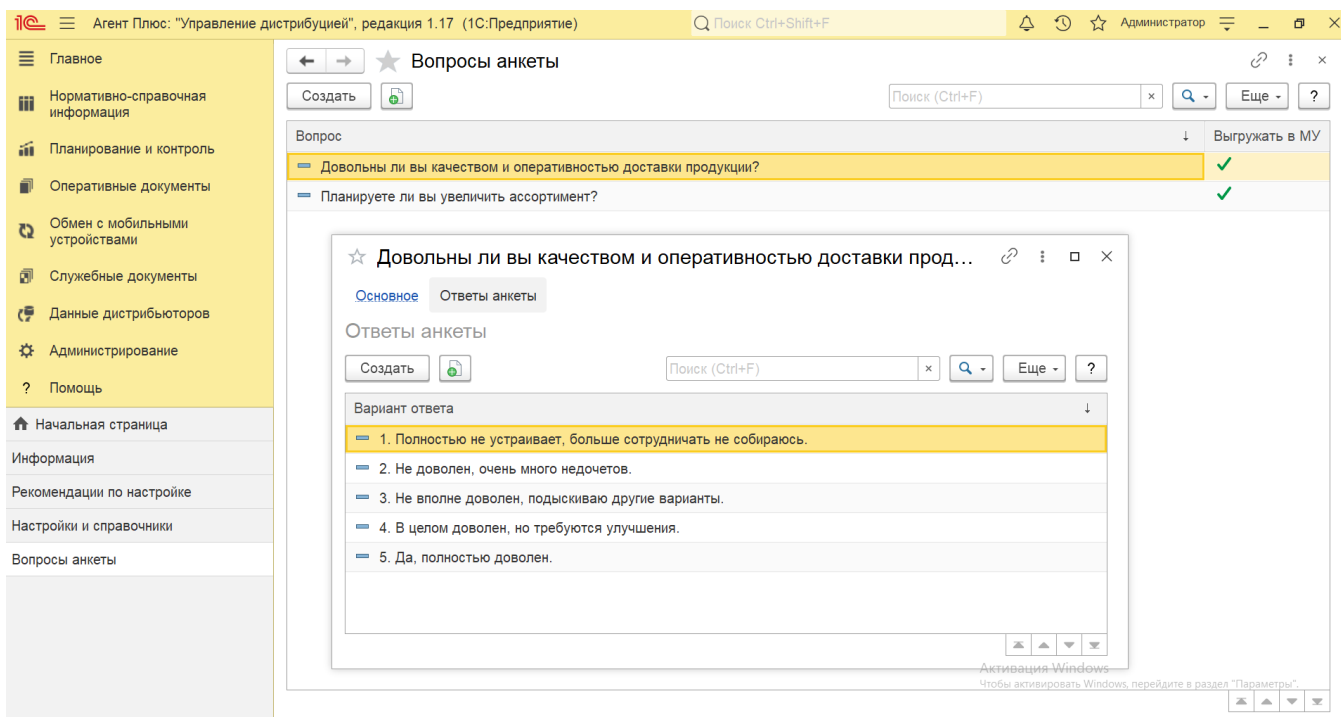 1С Агент Плюс: "Управление дистрибуцией", редакция 1.17 (1С:Предприятие) Поиск Ctrl+Shift+F Администратор
Главное
Нормативно-справочная
информация
Планирование и контроль
Оперативные документы
Обмен с мобильными
устройствами
Служебные документы
Данные дистрибьюторов
Администрирование
? Помощь
Начальная страница
Информация
Рекомендации по настройке
Настройки и справочники
Вопросы анкеты
Вопросы анкеты
Создать Поиск (Ctrl+F) × Еще ?
Вопрос ↓ Выгружать в МУ
Довольны ли вы качеством и оперативностью доставки продукции?
Планируете ли вы увеличить ассортимент?
Довольны ли вы качеством и оперативностью доставки прод...
Основное Ответы анкеты
Ответы анкеты
Создать Поиск (Ctrl+F) × Еще ?
Вариант ответа ↓
1. Полностью не устраивает, больше сотрудничать не собираюсь.
2. Не доволен, очень много недочетов.
3. Не вполне доволен, подыскиваю другие варианты.
4. В целом доволен, но требуются улучшения.
5. Да, полностью доволен.
Активация Windows
Чтобы активировать Windows, перейдите в раздел "Параметры".